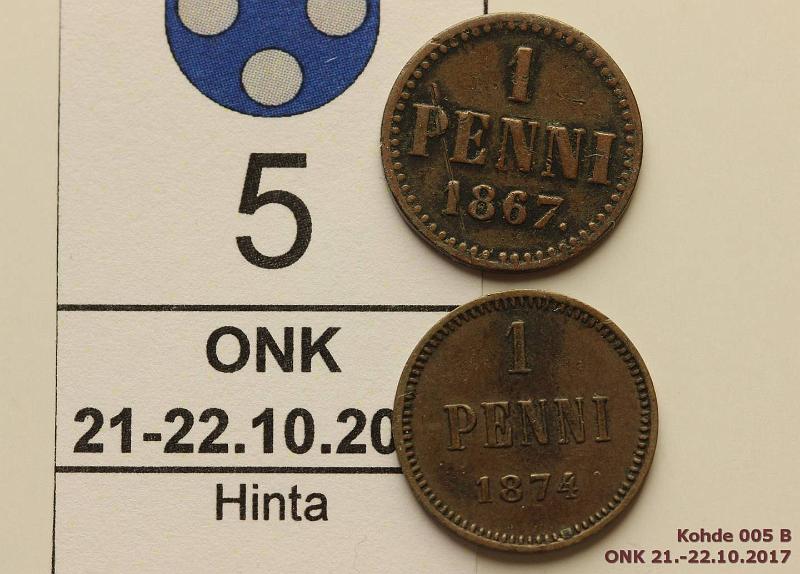 5
ONK
21-22.10.20
Hinta
1
PENNI
1867.
1
PENNI
1874
Kohde 005 B
ONK 21.-22.10.2017